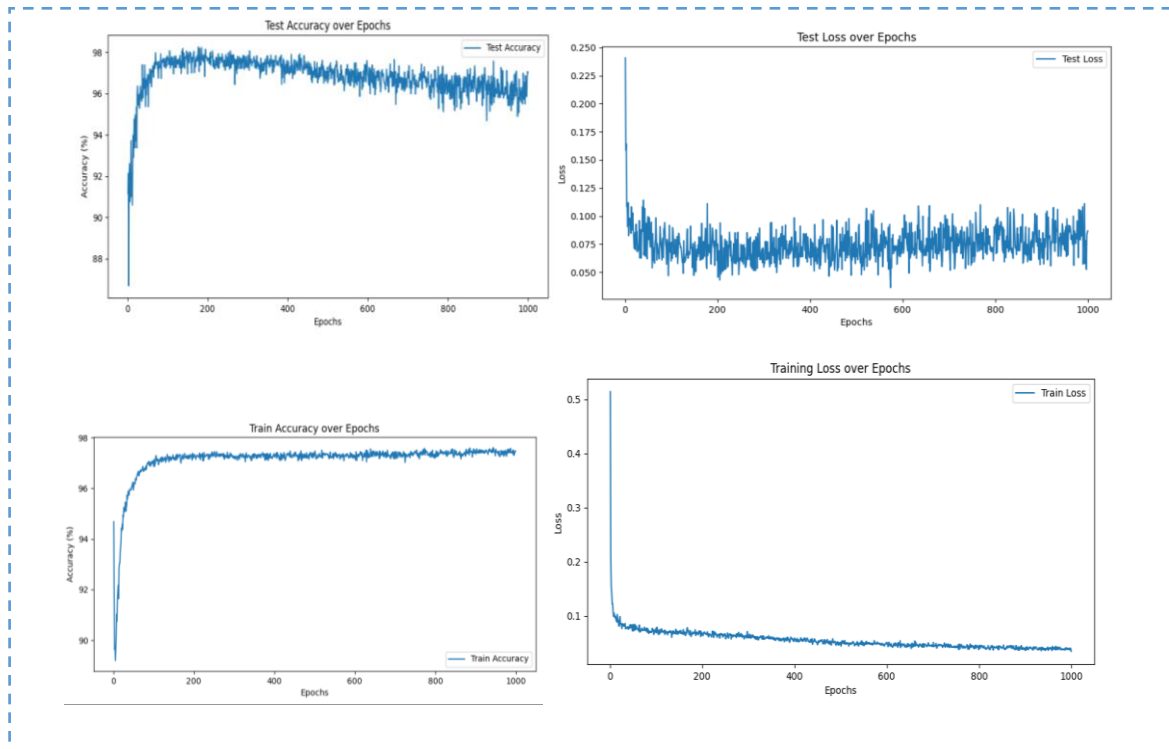 Test Accuracy over Epochs
Test Accuracy
98
96
94
92
90
88
Accuracy (%)
0 200 400 600 800 1000
Epochs
Test Loss over Epochs
Test Loss
0.250
0.225
0.200
0.175
0.150
0.125
0.100
0.075
0.050
Loss
0 200 400 600 800 1000
Epochs
Train Accuracy over Epochs
98
96
94
92
90
Accuracy (%)
Train Accuracy
0 200 400 600 800 1000
Epochs
Training Loss over Epochs
Train Loss
0.5
0.4
0.3
0.2
0.1
Loss
0 200 400 600 800 1000
Epochs